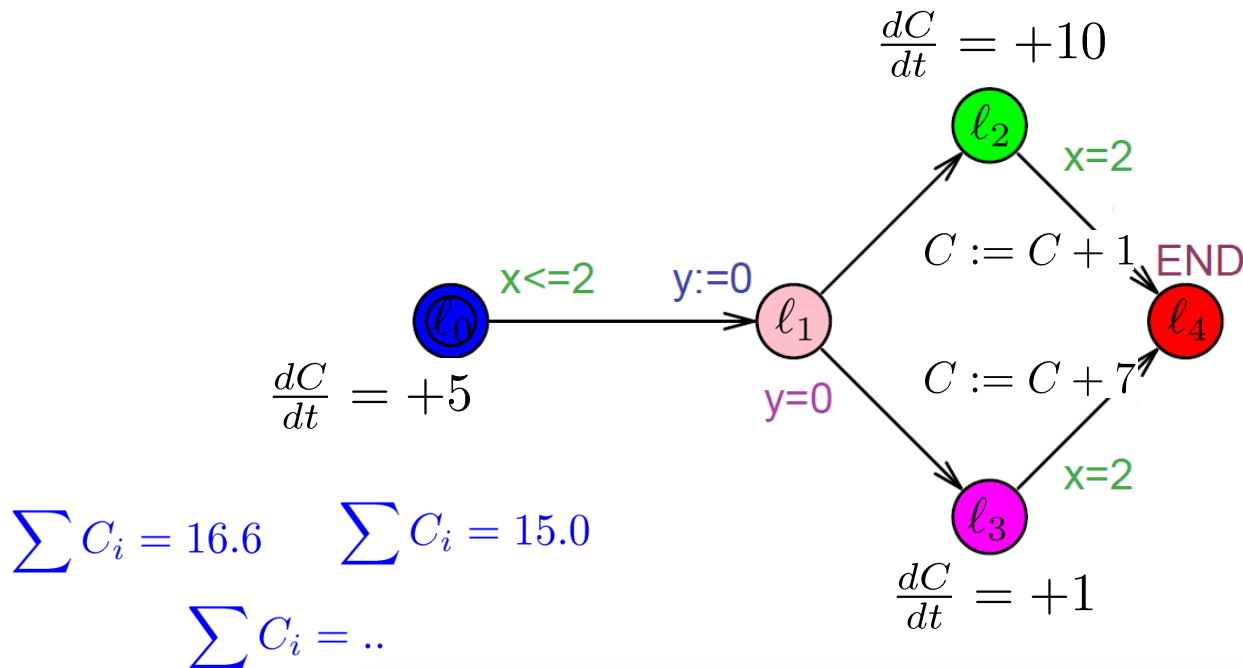 dC/dt = +10
ℓ2
x=2
C := C + 1
END
x<=2
y:=0
ℓ0
ℓ1
ℓ4
dC/dt = +5
y=0
C := C + 7
x=2
ℓ3
∑ Ci = 16.6
∑ Ci = 15.0
dC/dt = +1
∑ Ci = ..